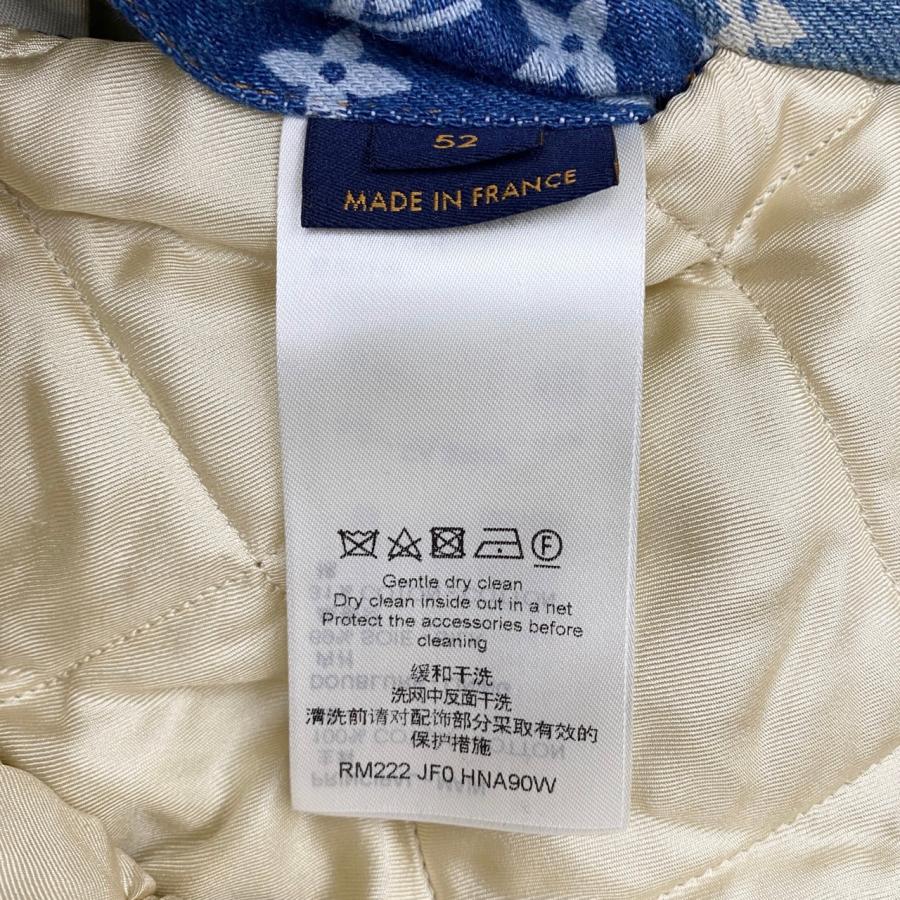 52
MADE IN FRANCE
F
Gentle dry clean
Dry clean inside out in a net
Protect the accessories before
cleaning
缓和干洗
洗网中反面干洗
清洗前请对配饰部分采取有效的
保护措施
RM222 JF0 HNA90W